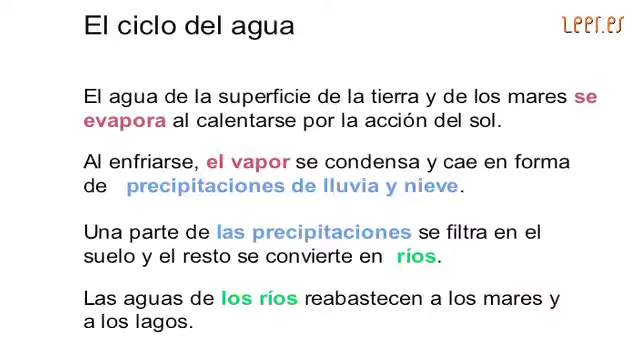 El ciclo del agua
Leer.es
El agua de la superficie de la tierra y de los mares se
evapora al calentarse por la acción del sol.
Al enfriarse, el vapor se condensa y cae en forma
de precipitaciones de lluvia y nieve.
Una parte de las precipitaciones se filtra en el
suelo y el resto se convierte en ríos.
Las aguas de los ríos reabastecen a los mares y
a los lagos.